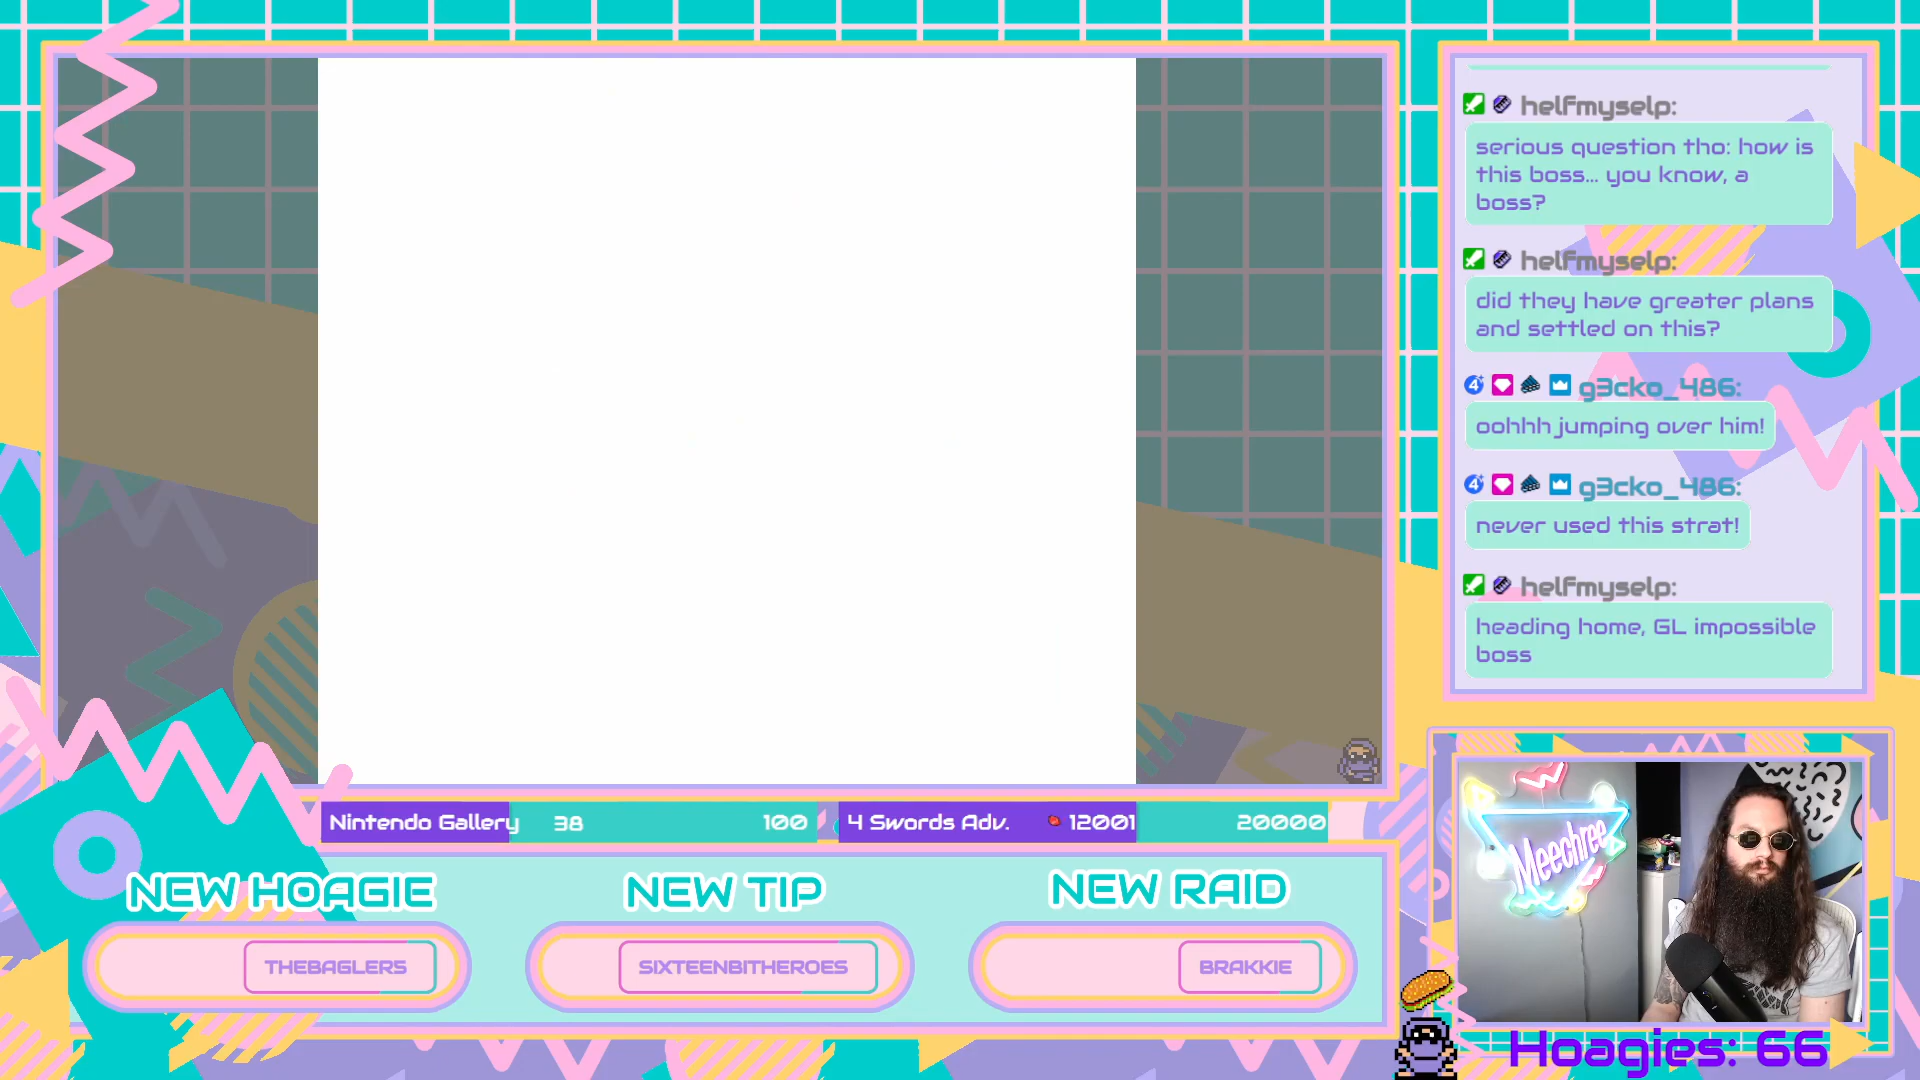 helfmyselp:
serious question tho: how is
this boss... you know, a
boss?
helfmyselp:
did they have greater plans
and settled on this?
4 g3cko_486:
oohhh jumping over him!
4 g3cko_486:
never used this strat!
helfmyselp:
heading home, GL impossible
boss
Nintendo Gallery 38 100
4 Swords Adv. 12001 20000
NEW HOAGIE
THEBAGLER5
NEW TIP
SIXTEENBITHEROES
NEW RAID
BRAKKIE
Meechree
Hoagies: 66